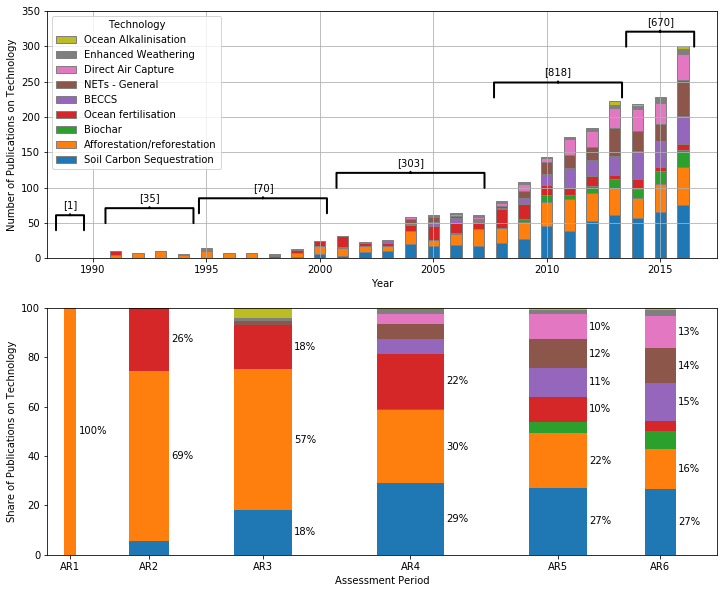 Number of Publications on Technology
350
300
250
200
150
100
50
0
Technology
Ocean Alkalinisation
Enhanced Weathering
Direct Air Capture
NETs - General
BECCS
Ocean fertilisation
Biochar
Afforestation/reforestation
Soil Carbon Sequestration
[1]
[35]
[70]
[303]
[818]
[670]
1990
1995
2000
2005
2010
2015
Year
Share of Publications on Technology
100
80
60
40
20
0
100%
26%
69%
18%
57%
18%
22%
30%
29%
10%
12%
11%
10%
22%
27%
13%
14%
15%
16%
27%
AR1
AR2
AR3
AR4
AR5
AR6
Assessment Period